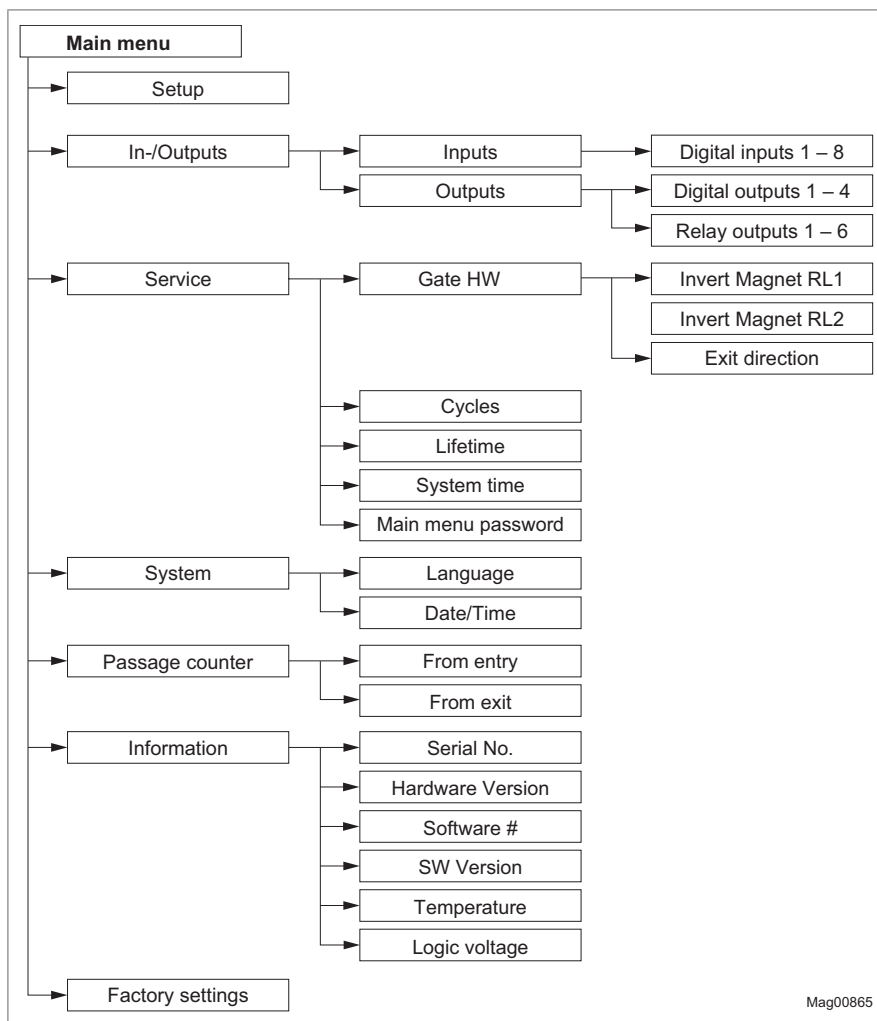 Main menu
Setup
In-/Outputs
Inputs
Digital inputs 1 – 8
Outputs
Digital outputs 1 – 4
Relay outputs 1 – 6
Service
Gate HW
Invert Magnet RL1
Invert Magnet RL2
Exit direction
Cycles
Lifetime
System time
Main menu password
System
Language
Date/Time
Passage counter
From entry
From exit
Information
Serial No.
Hardware Version
Software #
SW Version
Temperature
Logic voltage
Factory settings
Mag00865